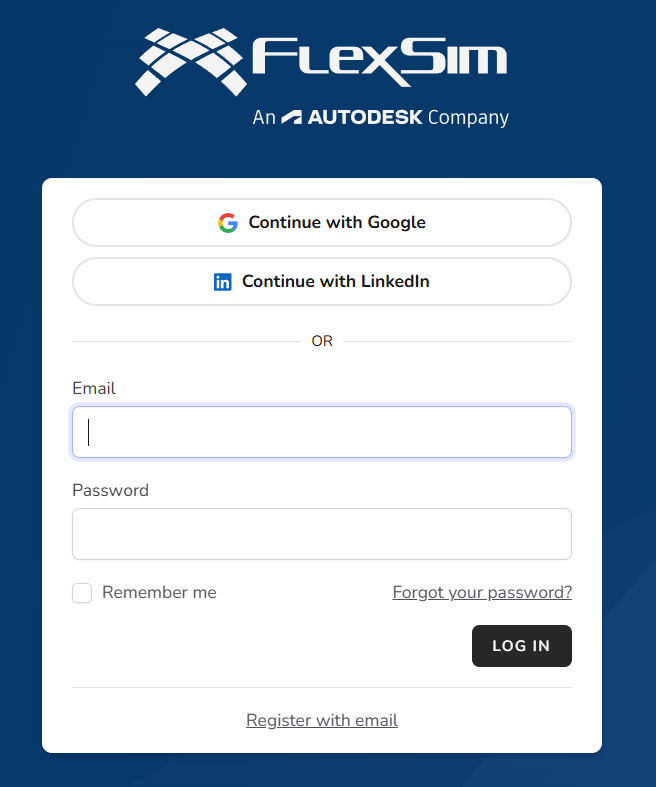 FlexSim
An AUTODESK Company
Continue with Google
in Continue with LinkedIn
OR
Email
Password
Remember me Forgot your password?
LOG IN
Register with email